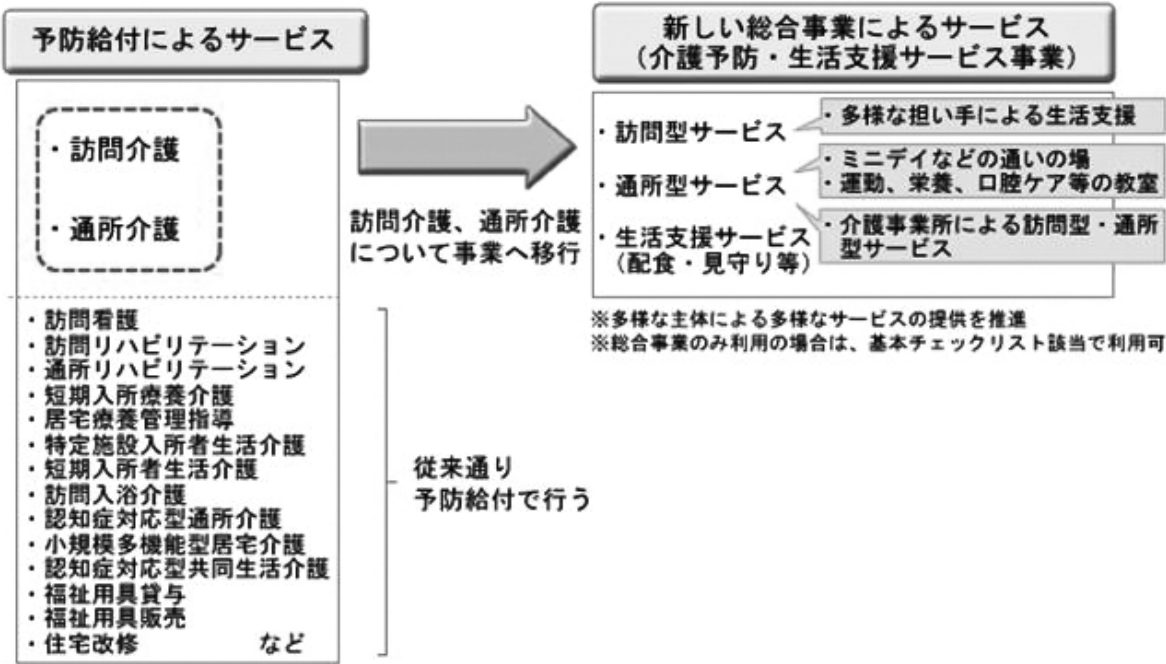 予防給付によるサービス
・訪問介護
・通所介護
訪問介護、通所介護
について事業へ移行
新しい総合事業によるサービス
（介護予防・生活支援サービス事業）
・訪問型サービス
・多様な担い手による生活支援
・通所型サービス
・ミニデイなどの通いの場
・運動、栄養、口腔ケア等の教室
・生活支援サービス
（配食・見守り等）
・介護事業所による訪問型・通所
型サービス
※多様な主体による多様なサービスの提供を推進
※総合事業のみ利用の場合は、基本チェックリスト該当で利用可
・訪問看護
・訪問リハビリテーション
・通所リハビリテーション
・短期入所療養介護
・居宅療養管理指導
・特定施設入所者生活介護
・短期入所者生活介護
・訪問入浴介護
・認知症対応型通所介護
・小規模多機能型居宅介護
・認知症対応型共同生活介護
・福祉用具貸与
・福祉用具販売
・住宅改修　など
従来通り
予防給付で行う